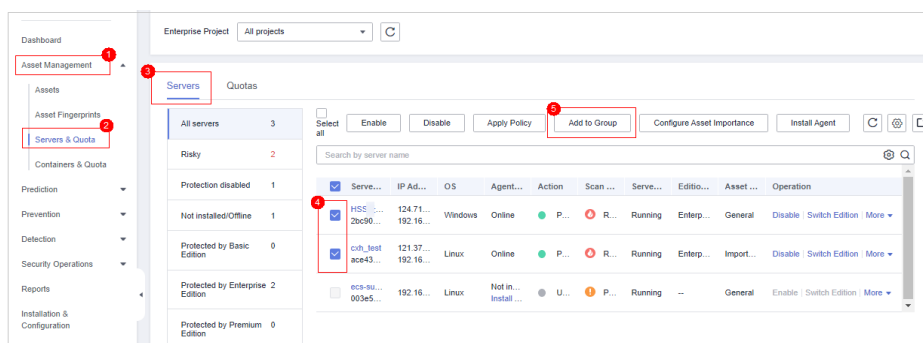 Enterprise Project All projects
Dashboard
1
Asset Management
Assets
Asset Fingerprints
2
Servers & Quota
Containers & Quota
Prediction
Prevention
Detection
Security Operations
Reports
Installation &
Configuration
3
Servers Quotas
All servers 3
Risky 2
Protection disabled 1
Not installed/Offline 1
Protected by Basic 0
Edition
Protected by Enterprise 2
Edition
Protected by Premium 0
Edition
5
Select
all
Enable Disable Apply Policy Add to Group Configure Asset Importance Install Agent
Search by server name
Serve... IP Ad... OS Agent... Action Scan ... Serve... Editio... Asset ... Operation
4
HSS-... 124.71... Windows Online P... R... Running Enterp... General Disable Switch Edition More
2bc90... 192.16...
cxh_test 121.37... Linux Online P... R... Running Enterp... Import... Disable Switch Edition More
ace43... 192.16...
ecs-su... 192.16... Linux Not in... U... P... Running -- General Enable Switch Edition More
003e5... Install ...